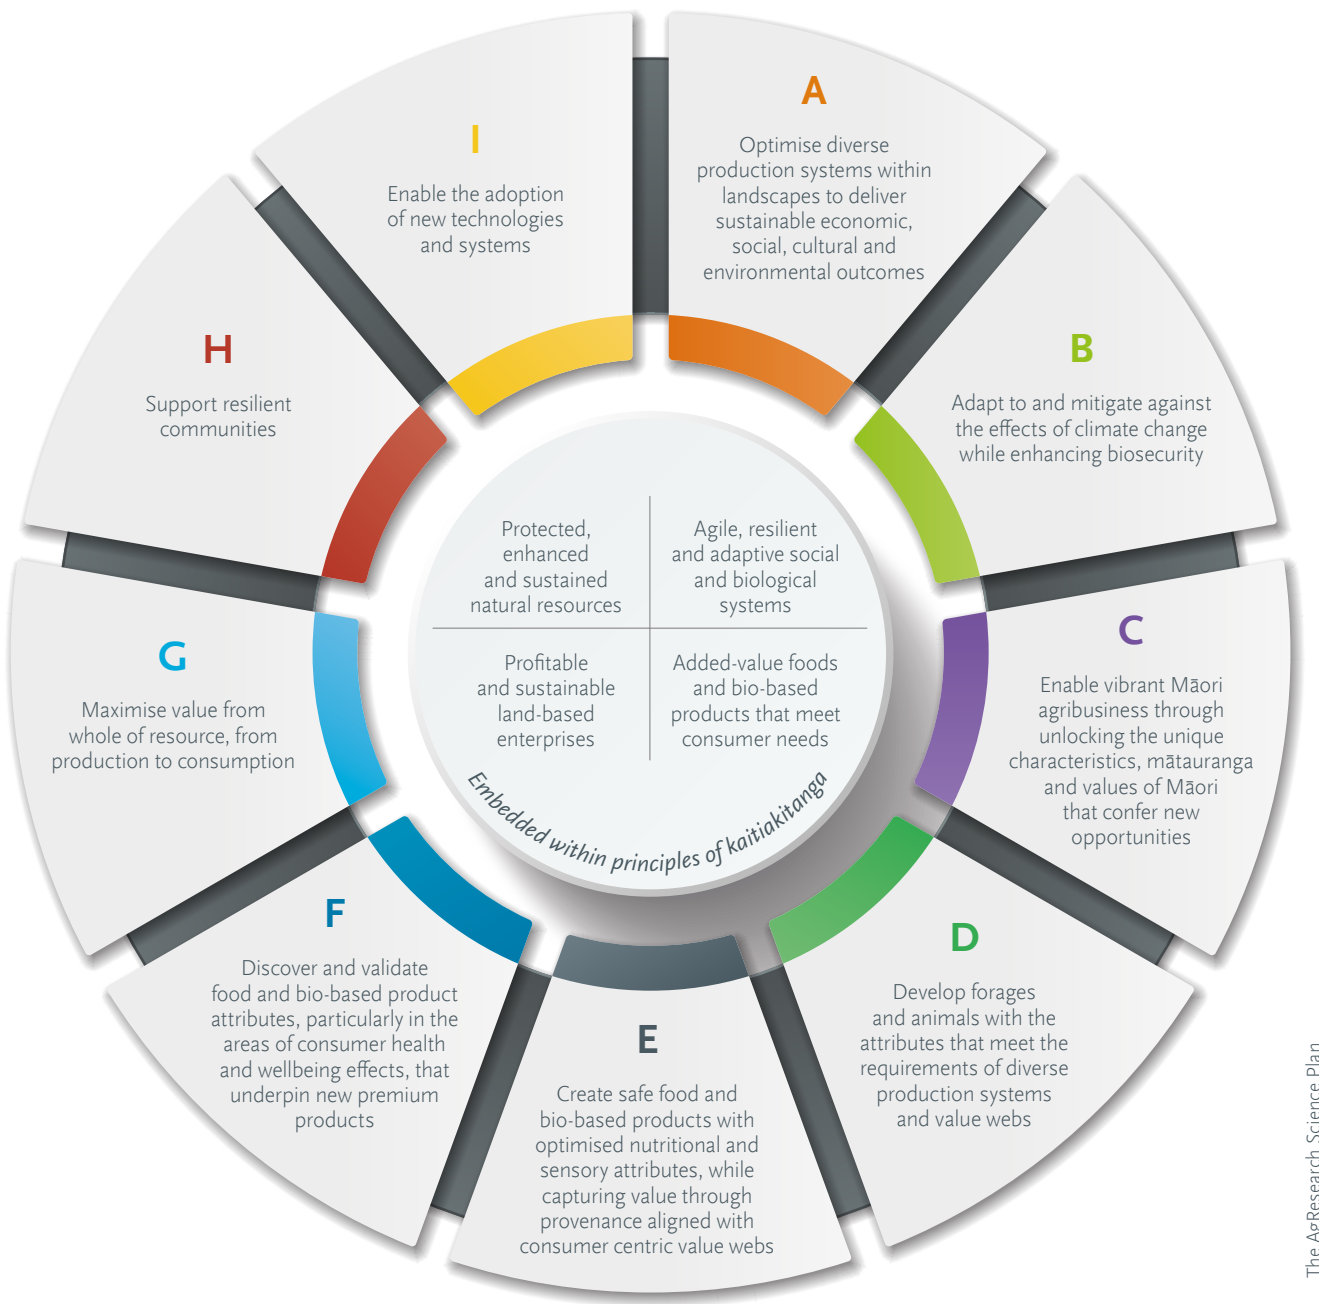 A
Optimise diverse
production systems within
landscapes to deliver
sustainable economic,
social, cultural and
environmental outcomes
B
Adapt to and mitigate against
the effects of climate change
while enhancing biosecurity
C
Enable vibrant Māori
agribusiness through
unlocking the unique
characteristics, mātauranga
and values of Māori
that confer new
opportunities
D
Develop forages
and animals with the
attributes that meet the
requirements of diverse
production systems
and value webs
E
Create safe food and
bio-based products with
optimised nutritional and
sensory attributes, while
capturing value through
provenance aligned with
consumer centric value webs
F
Discover and validate
food and bio-based product
attributes, particularly in the
areas of consumer health
and wellbeing effects, that
underpin new premium
products
G
Maximise value from
whole of resource, from
production to consumption
H
Support resilient
communities
I
Enable the adoption
of new technologies
and systems
Protected,
enhanced
and sustained
natural resources
Agile, resilient
and adaptive social
and biological
systems
Profitable
and sustainable
land-based
enterprises
Added-value foods
and bio-based
products that meet
consumer needs
Embedded within principles of kaitiakitanga
The AgResearch Science Plan